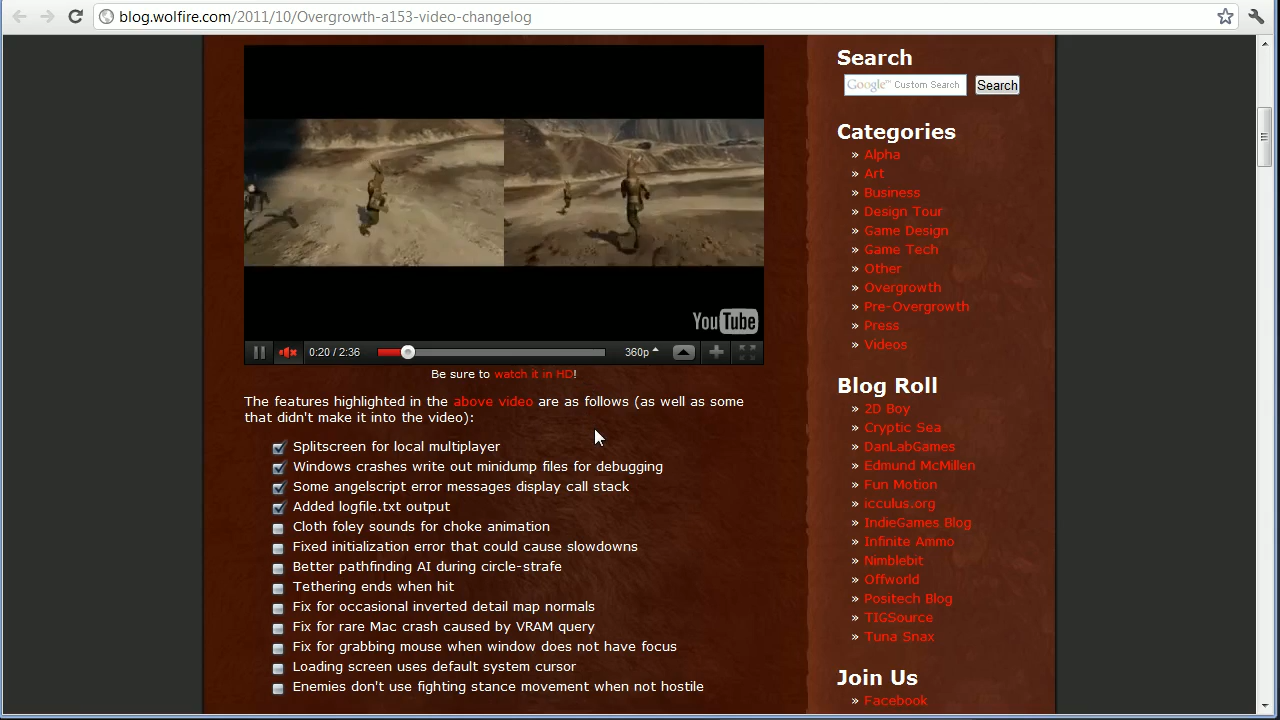 blog.wolfire.com/2011/10/Overgrowth-a153-video-changelog
YouTube
0:20 / 2:36
360p
Be sure to watch it in HD!
The features highlighted in the above video are as follows (as well as some
that didn't make it into the video):
Splitscreen for local multiplayer
Windows crashes write out minidump files for debugging
Some angelscript error messages display call stack
Added logfile.txt output
Cloth foley sounds for choke animation
Fixed initialization error that could cause slowdowns
Better pathfinding AI during circle-strafe
Tethering ends when hit
Fix for occasional inverted detail map normals
Fix for rare Mac crash caused by VRAM query
Fix for grabbing mouse when window does not have focus
Loading screen uses default system cursor
Enemies don't use fighting stance movement when not hostile
Search
Google™ Custom Search
Search
Categories
» Alpha
» Art
» Business
» Design Tour
» Game Design
» Game Tech
» Other
» Overgrowth
» Pre-Overgrowth
» Press
» Videos
Blog Roll
» 2D Boy
» Cryptic Sea
» DanLabGames
» Edmund McMillen
» Fun Motion
» icculus.org
» IndieGames Blog
» Infinite Ammo
» Nimblebit
» Offworld
» Positech Blog
» TIGSource
» Tuna Snax
Join Us
» Facebook